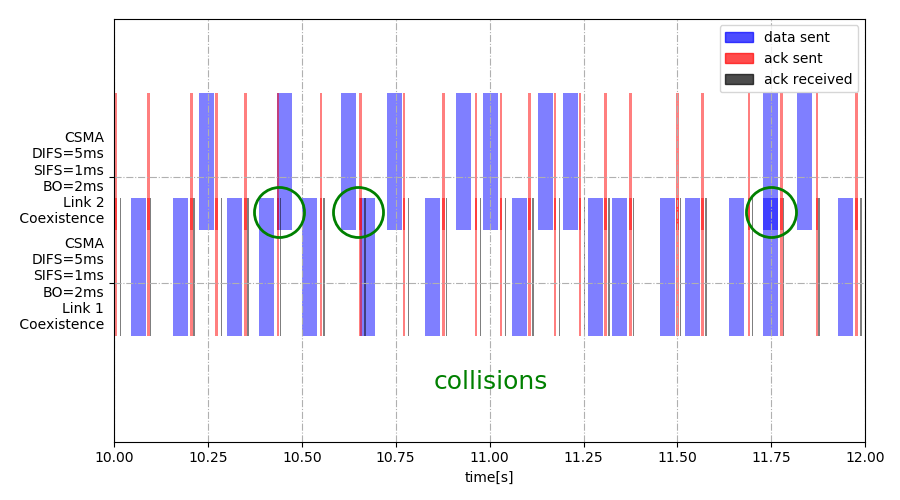 data sent
ack sent
ack received
CSMA
DIFS=5ms
SIFS=1ms
BO=2ms
Link 2
Coexistence
CSMA
DIFS=5ms
SIFS=1ms
BO=2ms
Link 1
Coexistence
collisions
10.00 10.25 10.50 10.75 11.00 11.25 11.50 11.75 12.00
time[s]